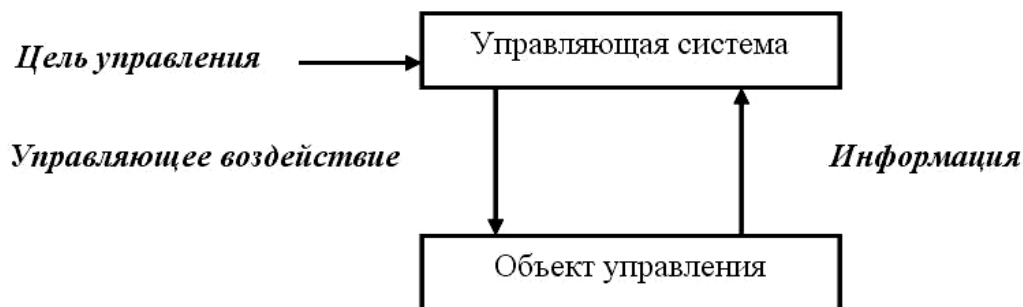 Управляющая система
Цель управления
Управляющее воздействие
Информация
Объект управления